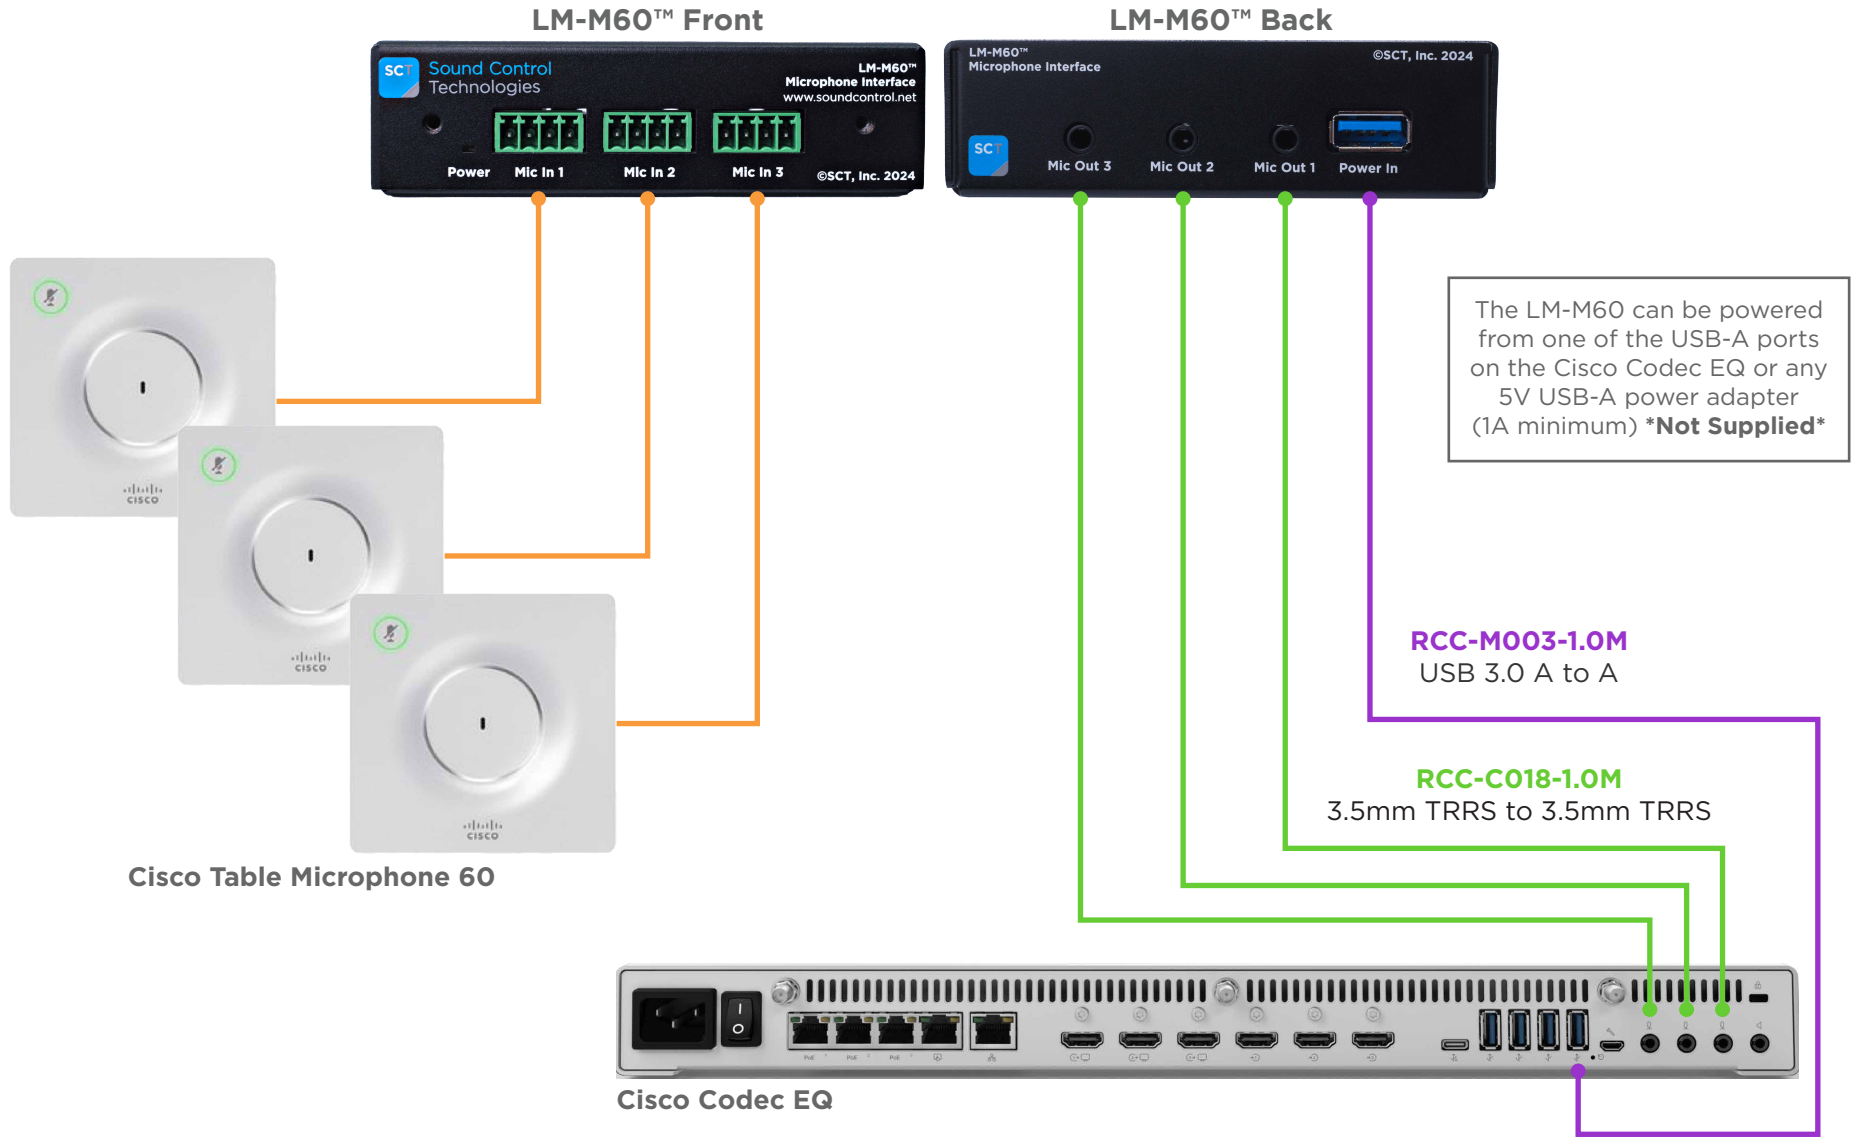 LM-M60™ Front
LM-M60™ Back
SCT
Sound Control
Technologies
LM-M60™
Microphone Interface
www.soundcontrol.net
Power
Mic In 1
Mic In 2
Mic In 3
©SCT, Inc. 2024
LM-M60™
Microphone Interface
©SCT, Inc. 2024
SCT
Mic Out 3
Mic Out 2
Mic Out 1
Power In
The LM-M60 can be powered
from one of the USB-A ports
on the Cisco Codec EQ or any
5V USB-A power adapter
(1A minimum) *Not Supplied*
CISCO
CISCO
CISCO
Cisco Table Microphone 60
RCC-M003-1.0M
USB 3.0 A to A
RCC-C018-1.0M
3.5mm TRRS to 3.5mm TRRS
PoE
PoE
PoE
Cisco Codec EQ